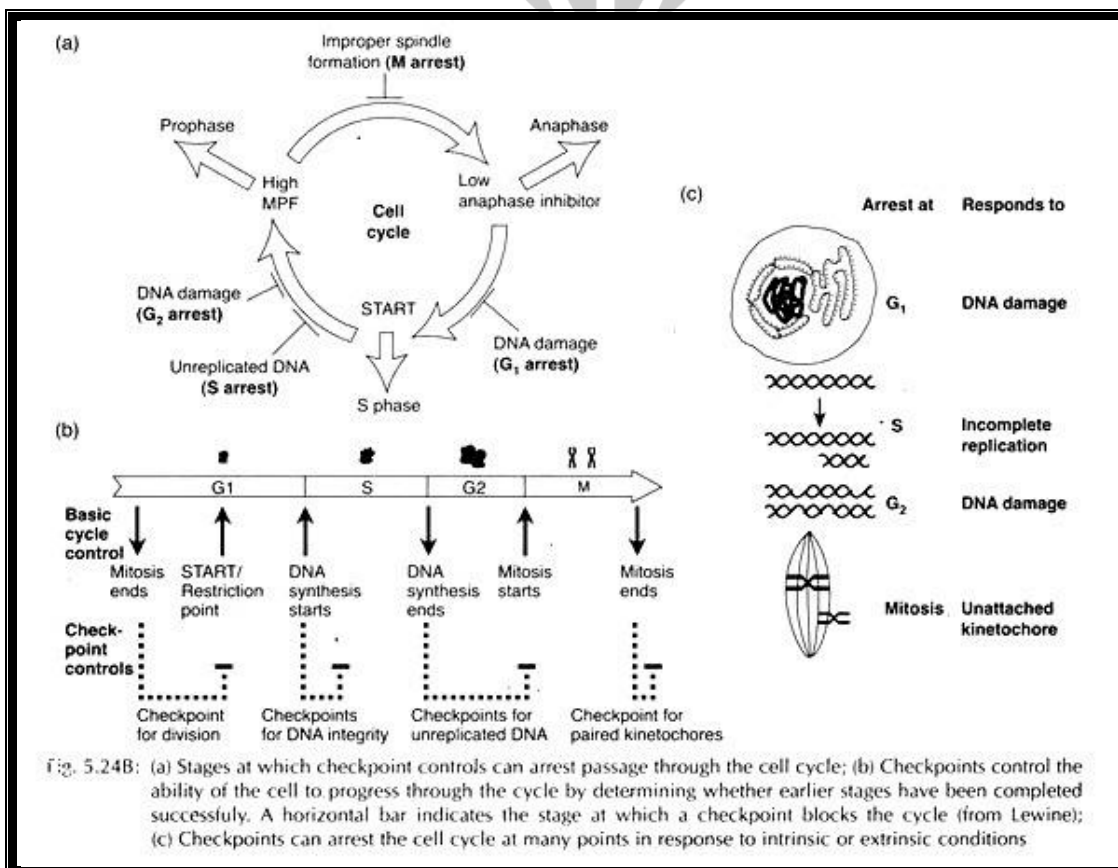 (a)
Improper spindle
formation (M arrest)
Prophase
Anaphase
High
MPF
Low
anaphase inhibitor
Cell
cycle
DNA damage
(G2 arrest)
START
Unreplicated DNA
(S arrest)
DNA damage
(G1 arrest)
S phase
(b)
G1 S G2 M
Basic
cycle
control
Mitosis
ends
START/
Restriction
point
DNA
synthesis
starts
DNA
synthesis
ends
Mitosis
starts
Mitosis
ends
Check-
point
controls
Checkpoint
for division
Checkpoints
for DNA integrity
Checkpoints for
unreplicated DNA
Checkpoint for
paired kinetochores
(c)
Arrest at Responds to
G1 DNA damage
S Incomplete
replication
G2 DNA damage
Mitosis Unattached
kinetochore
Fig. 5.24B: (a) Stages at which checkpoint controls can arrest passage through the cell cycle; (b) Checkpoints control the
ability of the cell to progress through the cycle by determining whether earlier stages have been completed
successfuly. A horizontal bar indicates the stage at which a checkpoint blocks the cycle (from Lewine);
(c) Checkpoints can arrest the cell cycle at many points in response to intrinsic or extrinsic conditions